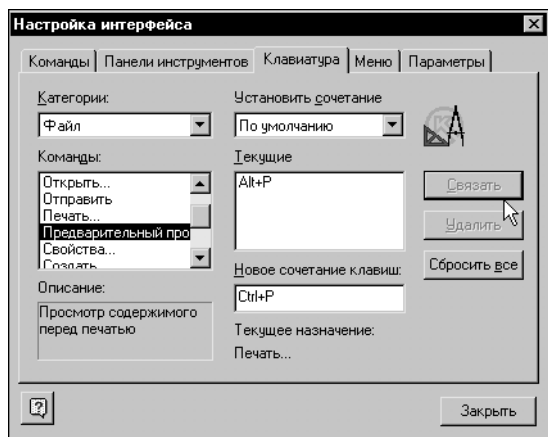 Настройка интерфейса
Команды Панели инструментов Клавиатура Меню Параметры
Категории:
Файл
Команды:
Открыть...
Отправить
Печать...
Предварительный про
Свойства...
Создать
Описание:
Просмотр содержимого
перед печатью
Установить сочетание
По умолчанию
Текущие
Alt+P
Новое сочетание клавиш:
Ctrl+P
Текущее назначение:
Печать...
Связать
Удалить
Сбросить все
Закрыть